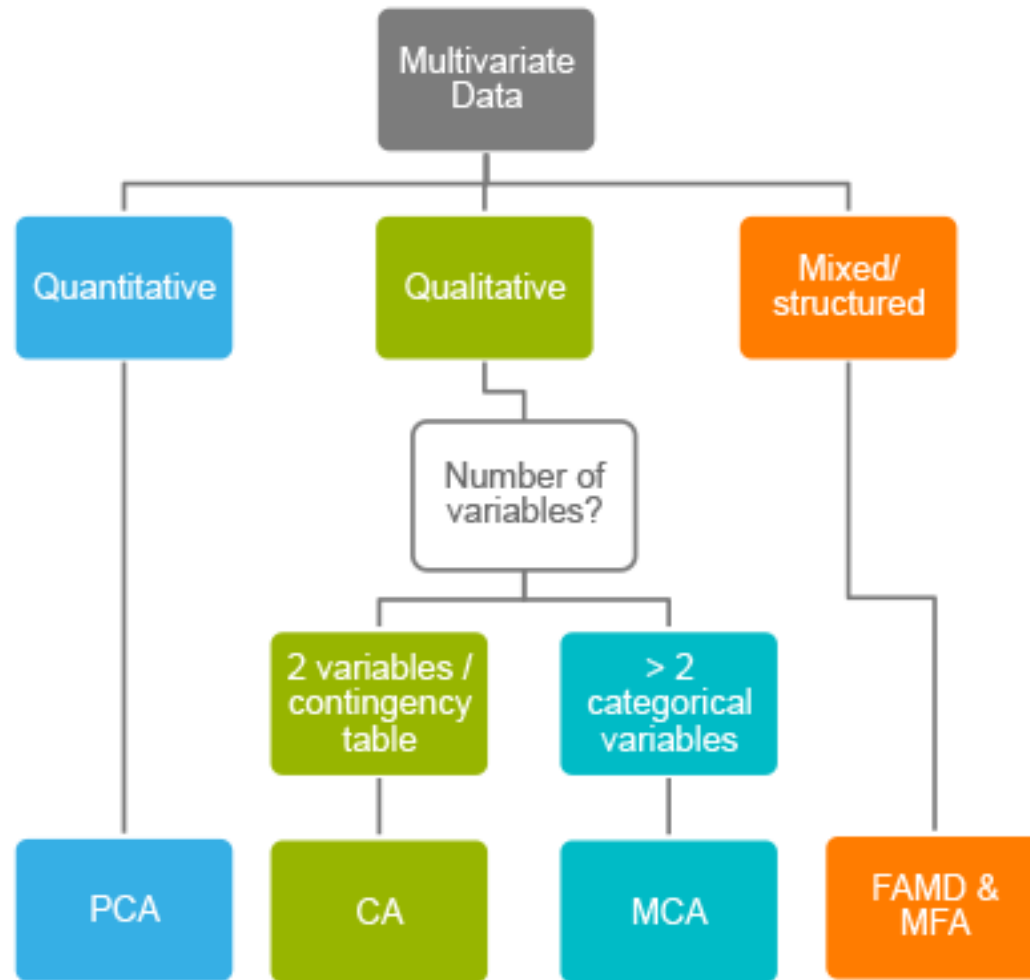 Multivariate
Data
Quantitative
Qualitative
Mixed/
structured
Number of
variables?
2 variables /
contingency
table
> 2
categorical
variables
PCA
CA
MCA
FAMD &
MFA